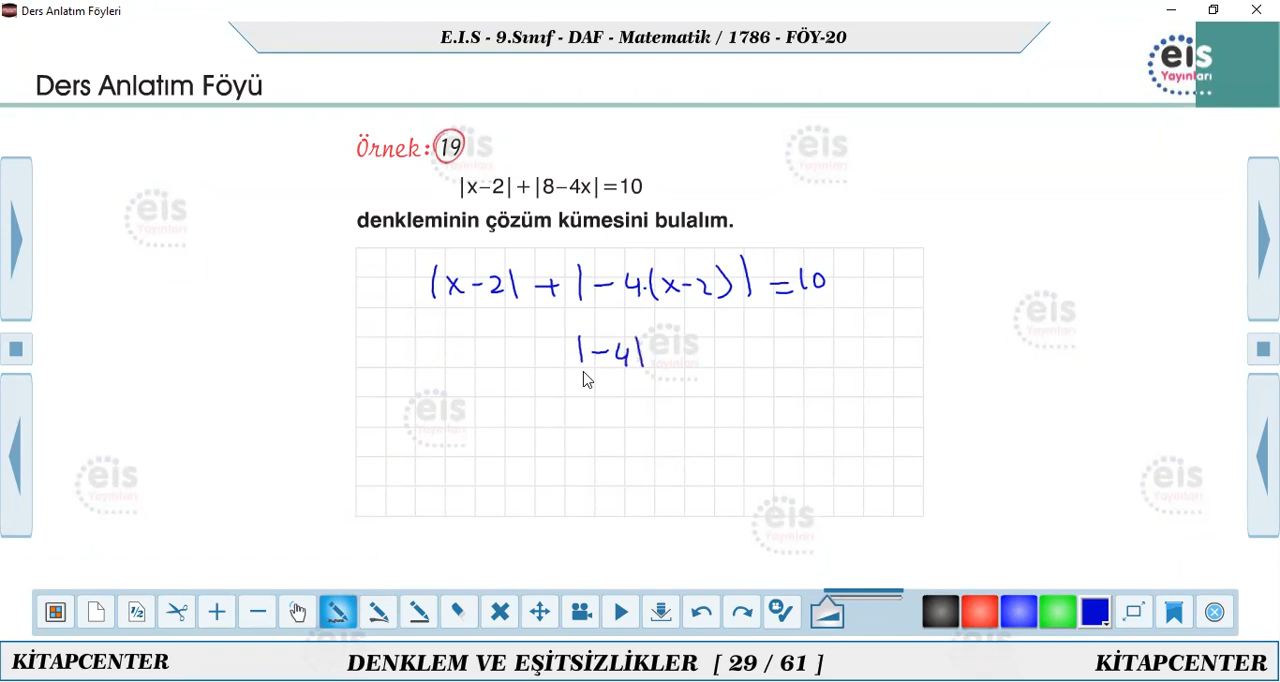 Ders Anlatım Föyleri
E.I.S - 9.Sınıf - DAF - Matematik / 1786 - FÖY-20
eis
Yayınları
Ders Anlatım Föyü
Örnek: 19
|x-2|+|8-4x|=10
denkleminin çözüm kümesini bulalım.
|x-2| + |-4.(x-2)| = 10
|-4|
1/2
KİTAPCENTER
DENKLEM VE EŞİTSİZLİKLER [ 29 / 61 ]
KİTAPCENTER